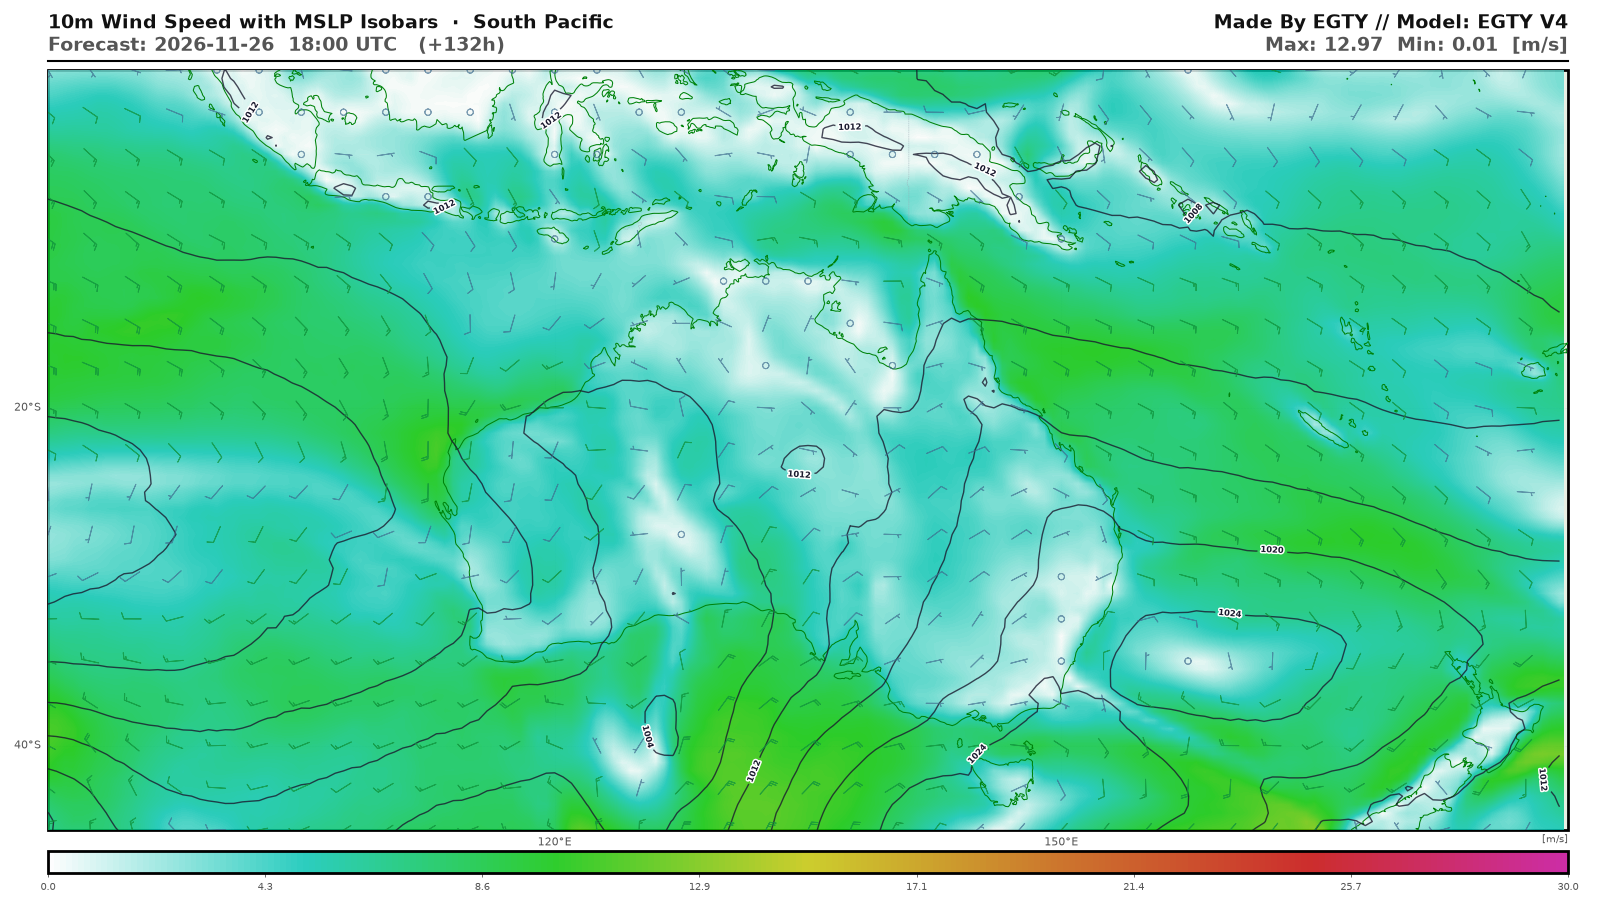 10m Wind Speed with MSLP Isobars · South Pacific
Made By EGTY // Model: EGTY V4
Forecast: 2026-11-26 18:00 UTC (+132h)
Max: 12.97 Min: 0.01 [m/s]
1012
1012
1012
1012
1012
1008
20°S
1012
1020
1024
1004
40°S
1024
1012
1012
120°E
150°E
[m/s]
0.0
4.3
8.6
12.9
17.1
21.4
25.7
30.0